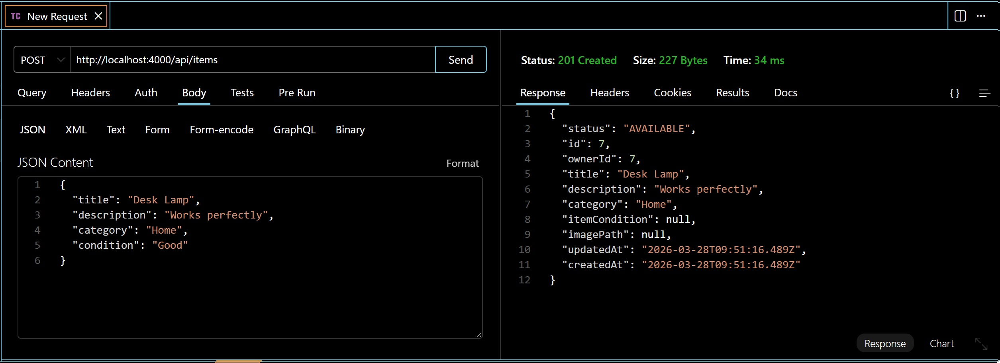 TC New Request
POST http://localhost:4000/api/items Send
Query Headers Auth Body Tests Pre Run
JSON XML Text Form Form-encode GraphQL Binary
JSON Content Format
1 {
2 "title": "Desk Lamp",
3 "description": "Works perfectly",
4 "category": "Home",
5 "condition": "Good"
6 }
Status: 201 Created Size: 227 Bytes Time: 34 ms
Response Headers Cookies Results Docs {}
1 {
2 "status": "AVAILABLE",
3 "id": 7,
4 "ownerId": 7,
5 "title": "Desk Lamp",
6 "description": "Works perfectly",
7 "category": "Home",
8 "itemCondition": null,
9 "imagePath": null,
10 "updatedAt": "2026-03-28T09:51:16.489Z",
11 "createdAt": "2026-03-28T09:51:16.489Z"
12 }
Response Chart